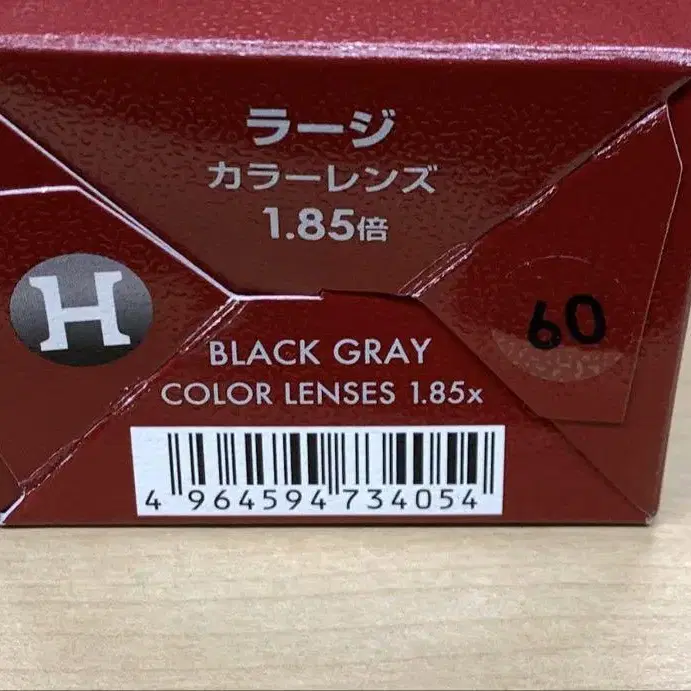 ラージ
カラーレンズ
1.85倍
H
60
BLACK GRAY
COLOR LENSES 1.85x
4 964594 734054